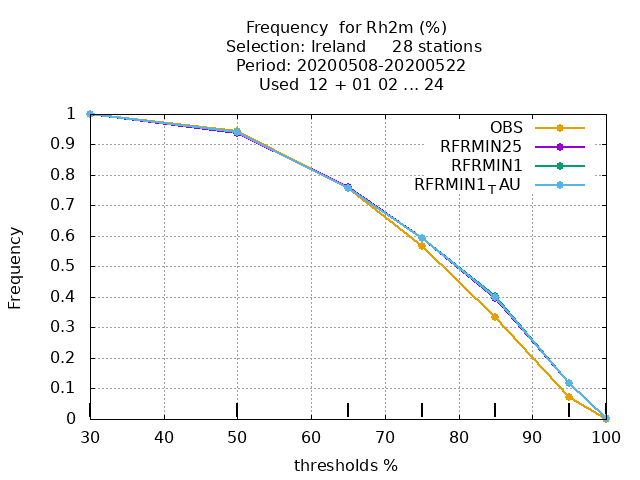 Frequency  for Rh2m (%)
Selection: Ireland     28 stations
Period: 20200508-20200522
Used  12 + 01 02 ... 24
OBS
RFRMIN25
RFRMIN1
RFRMIN1_TAU
Frequency
1
0.9
0.8
0.7
0.6
0.5
0.4
0.3
0.2
0.1
0
30 40 50 60 70 80 90 100
thresholds %